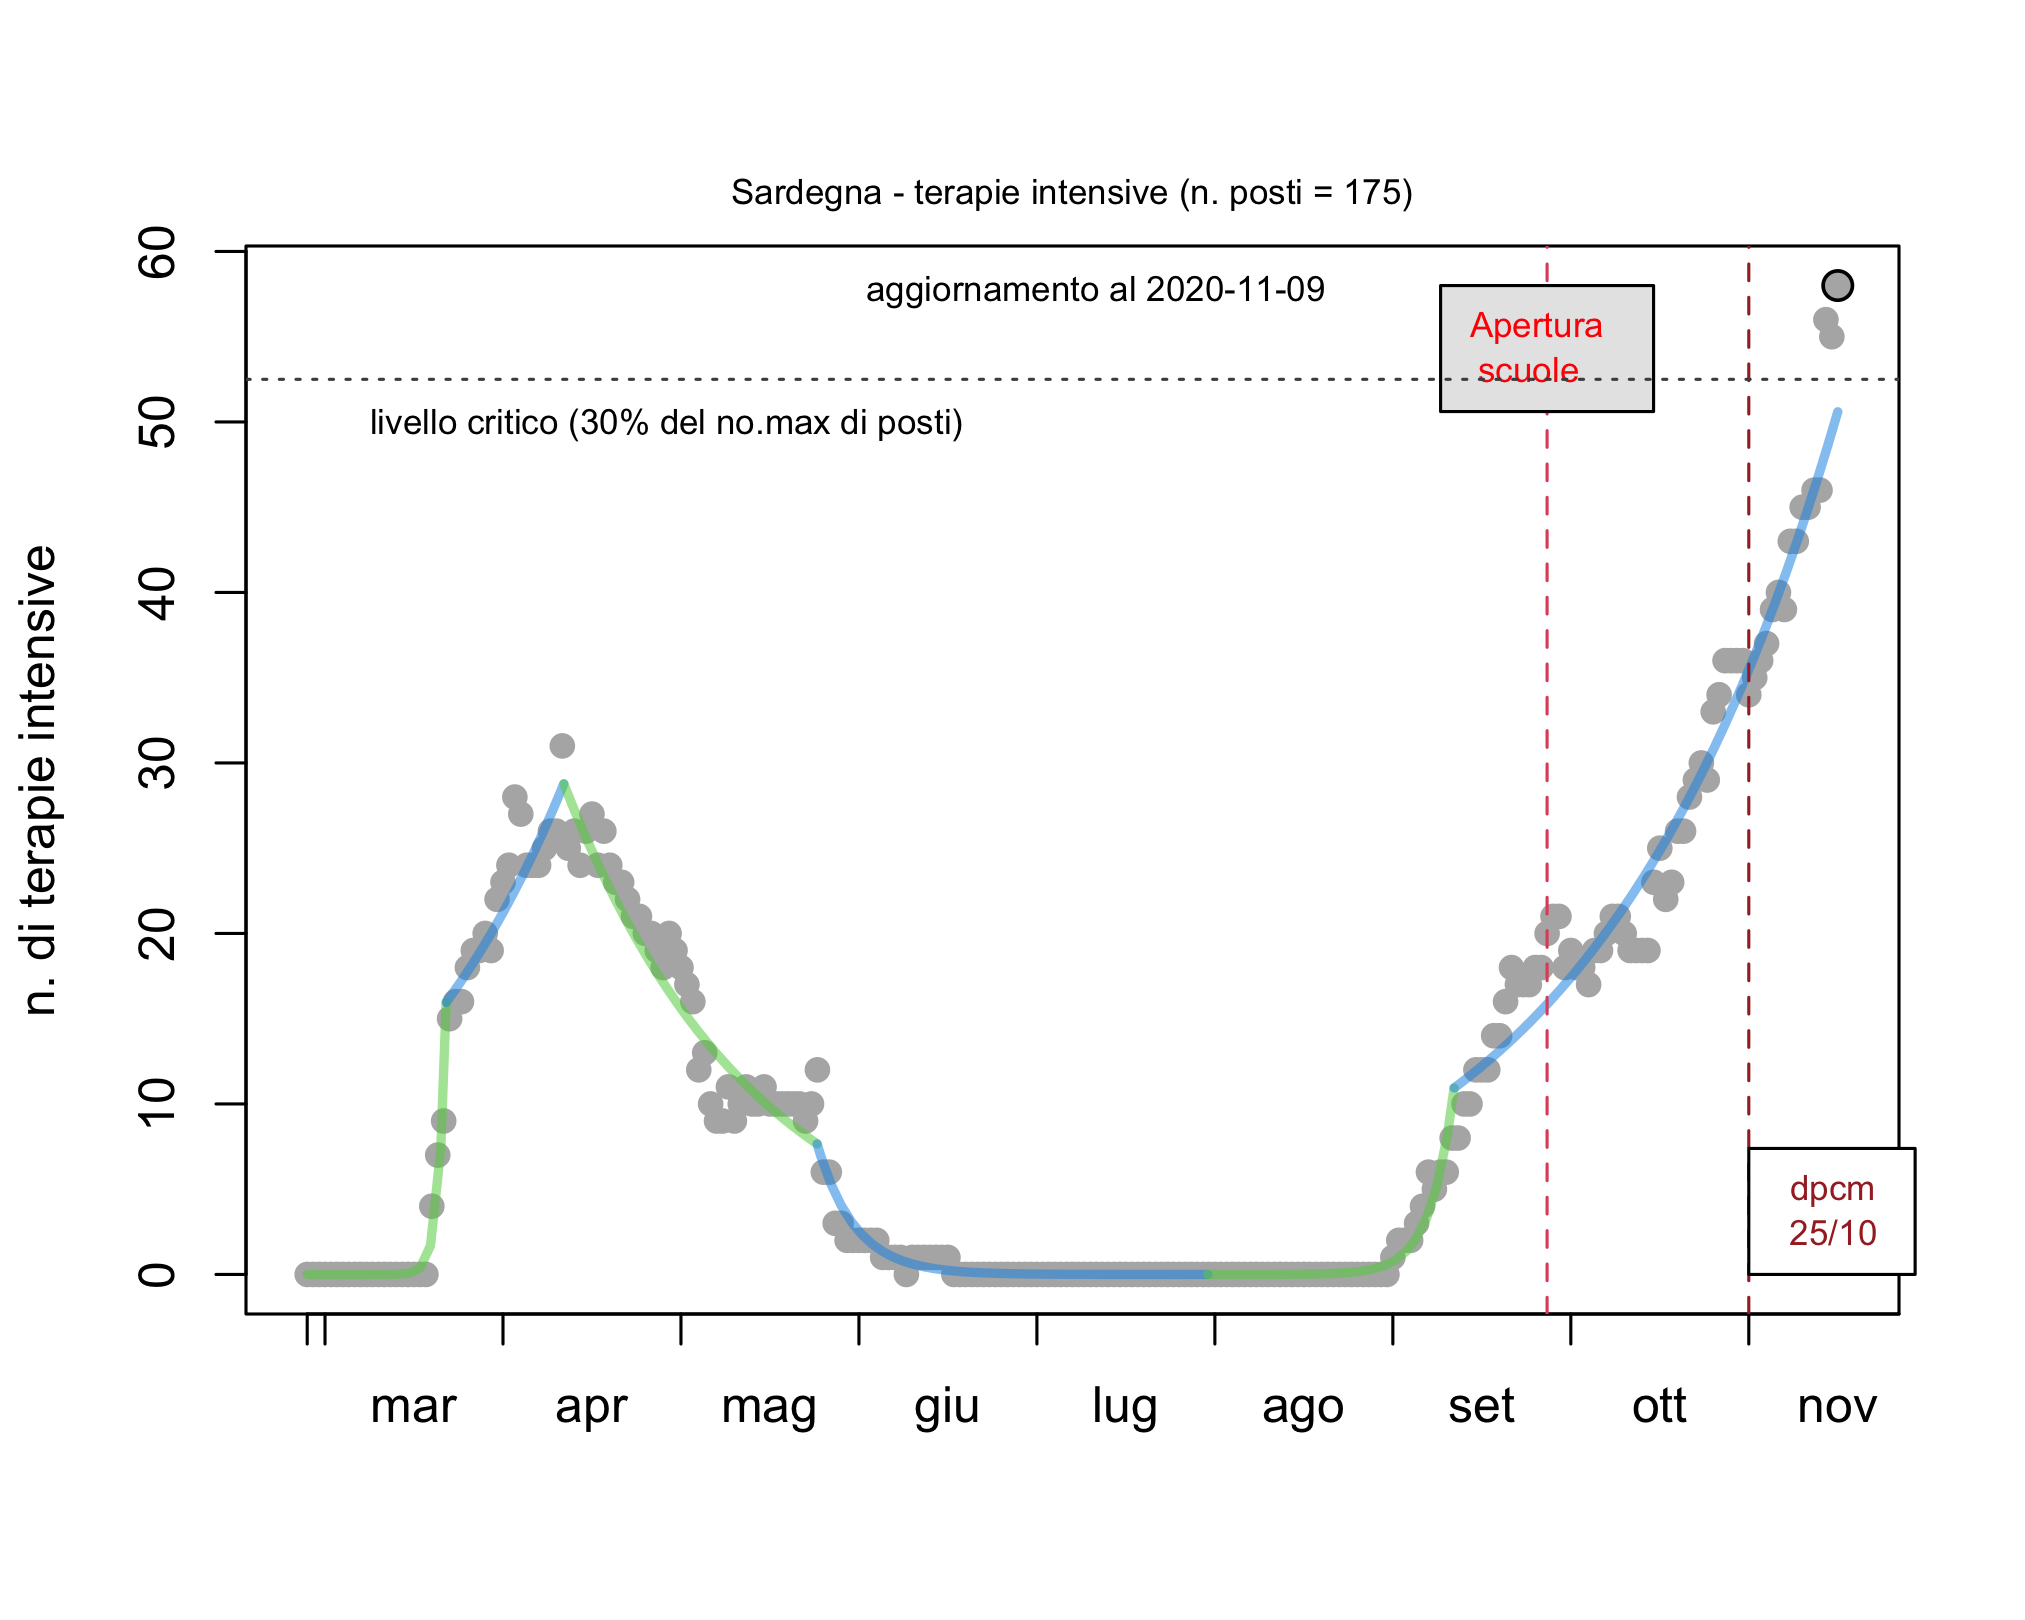 Sardegna - terapie intensive (n. posti = 175)
aggiornamento al 2020-11-09
Apertura
scuole
livello critico (30% del no.max di posti)
n. di terapie intensive
60
50
40
30
20
10
0
dpcm
25/10
mar apr mag giu lug ago set ott nov